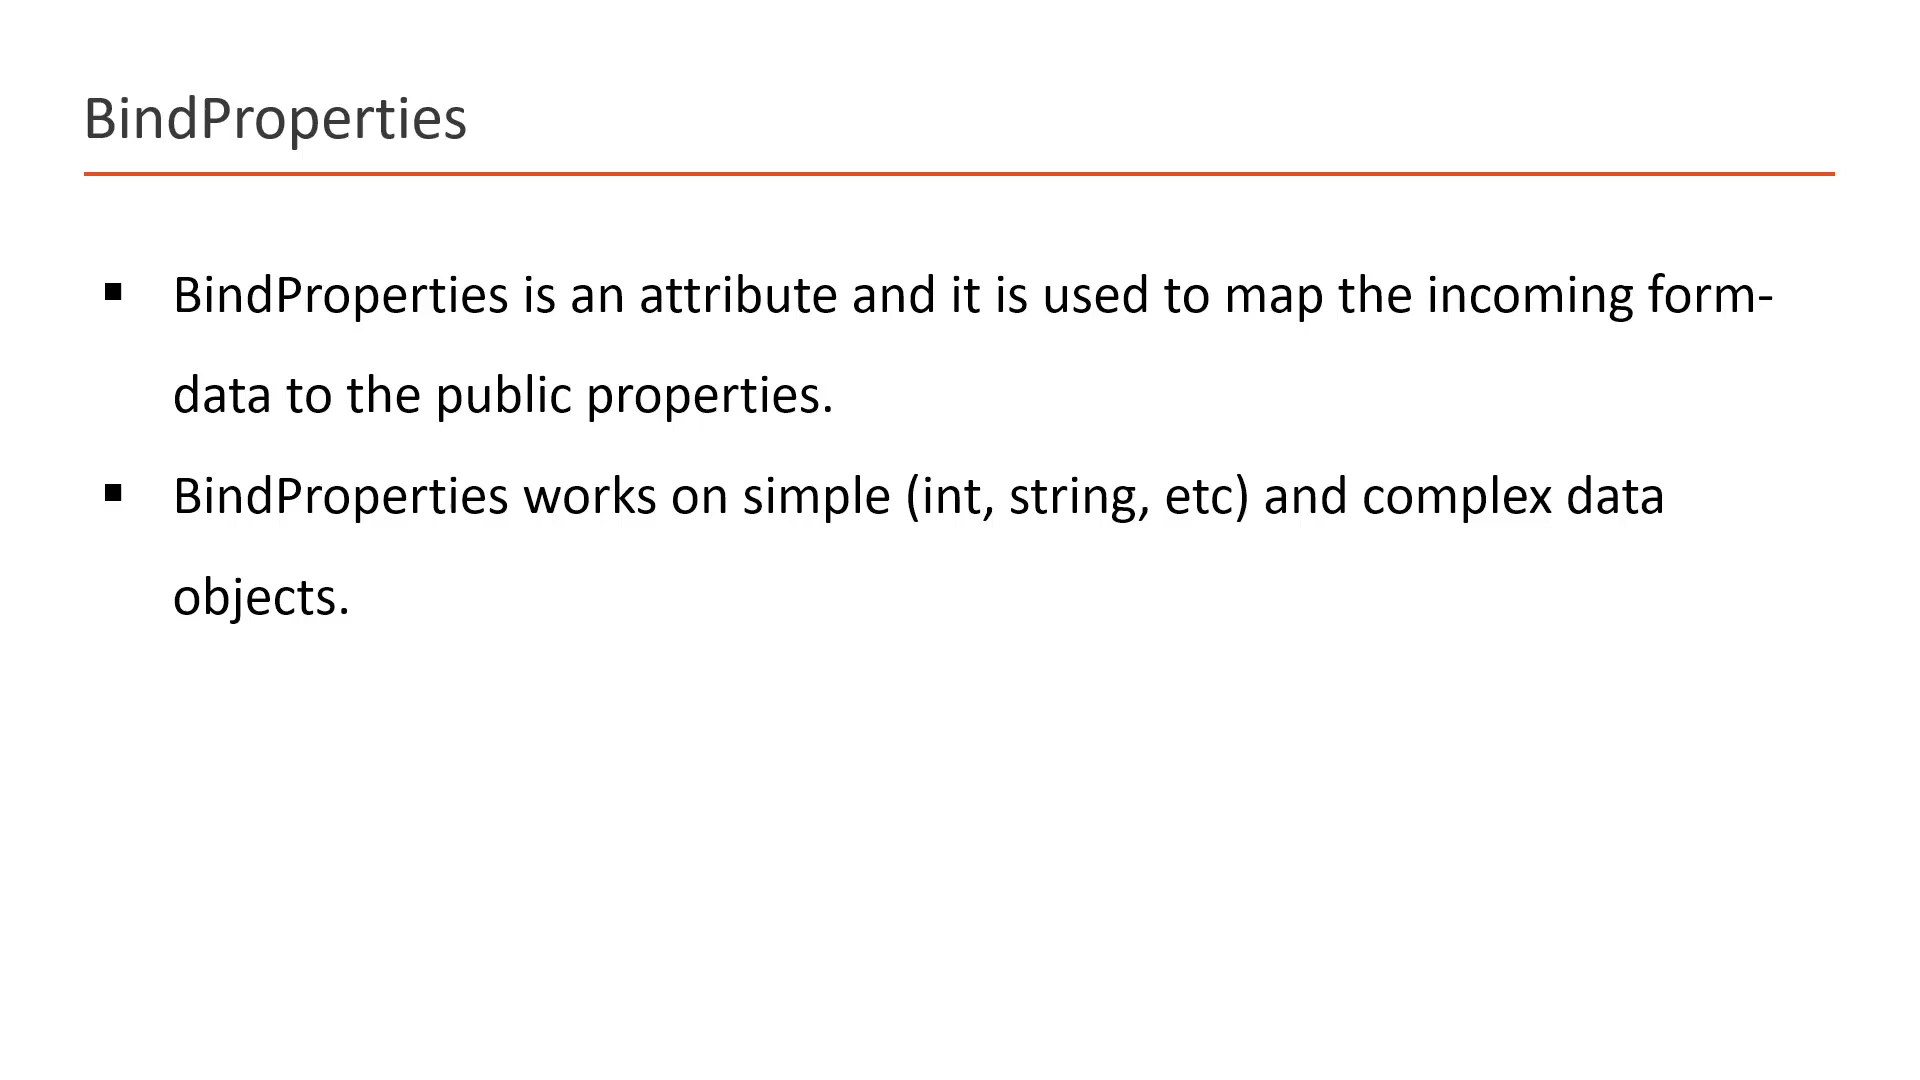 BindProperties
▪ BindProperties is an attribute and it is used to map the incoming form-
data to the public properties.
▪ BindProperties works on simple (int, string, etc) and complex data
objects.